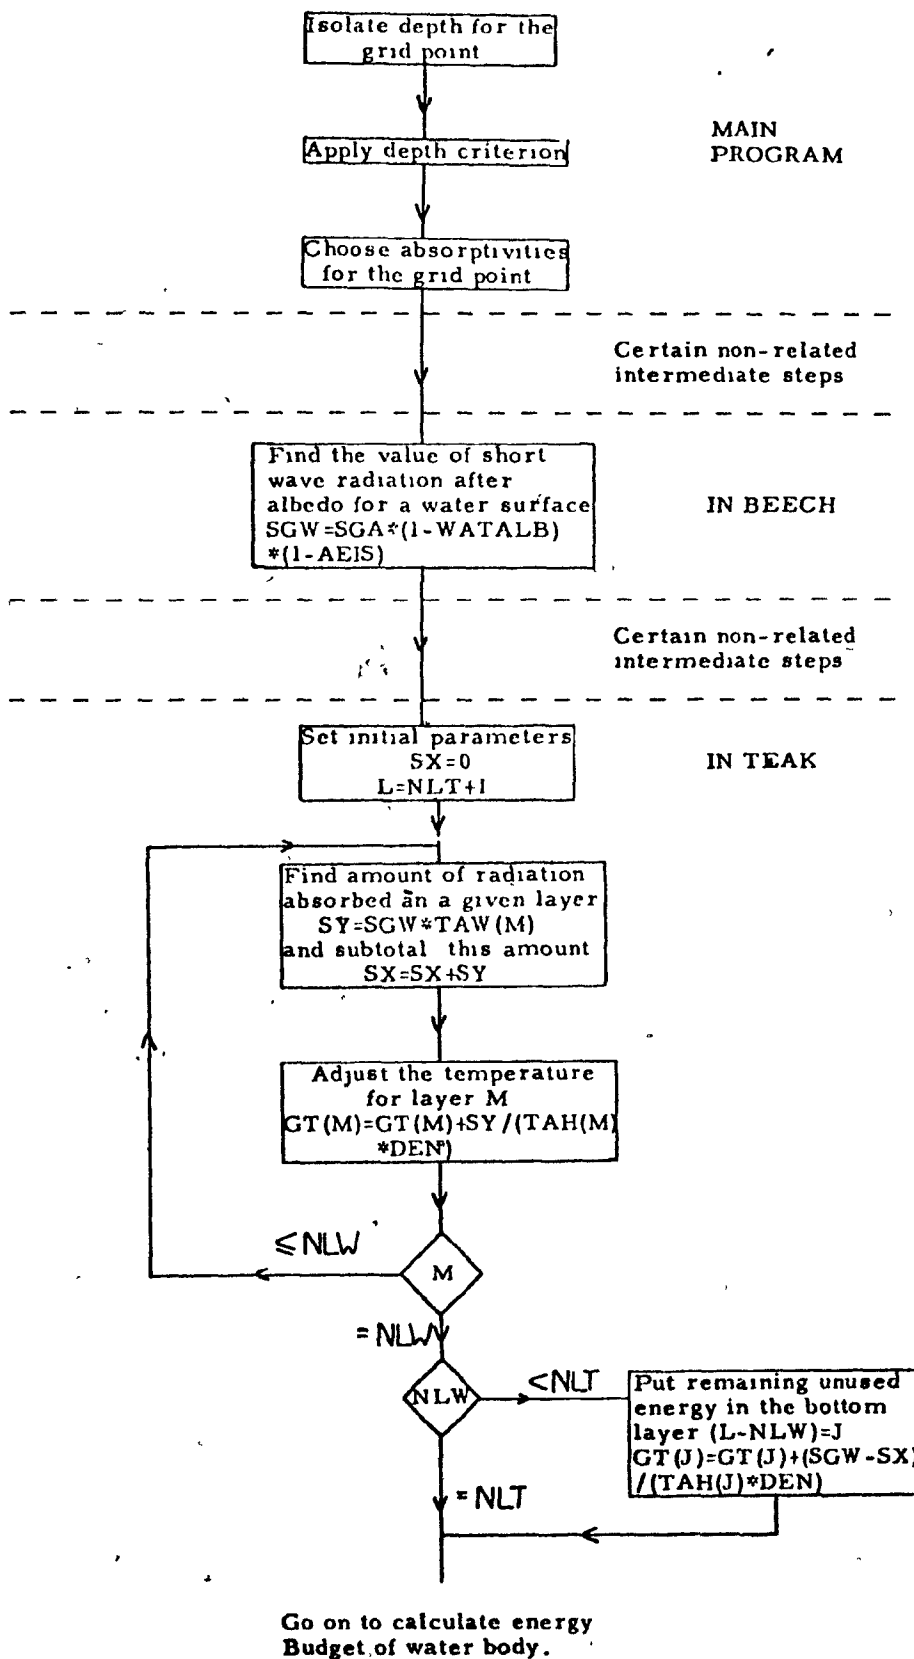 Isolate depth for the
grid point
MAIN
PROGRAM
Apply depth criterion
Choose absorptivities
for the grid point
Certain non-related
intermediate steps
Find the value of short
wave radiation after
albedo for a water surface
SGW=SGA*(1-WATALB)
*(1-AEIS)
IN BEECH
Certain non-related
intermediate steps
Set initial parameters
SX=0
L=NLT+1
IN TEAK
Find amount of radiation
absorbed an a given layer
SY=SGW*TAW(M)
and subtotal this amount
SX=SX+SY
Adjust the temperature
for layer M
GT(M)=GT(M)+SY/(TAH(M)
*DEN)
≤NLW
M
=NLW
NLW
<NLT
Put remaining unused
energy in the bottom
layer (L-NLW)=J
GT(J)=GT(J)+(SGW-SX)
/(TAH(J)*DEN)
=NLT
Go on to calculate energy
Budget of water body.